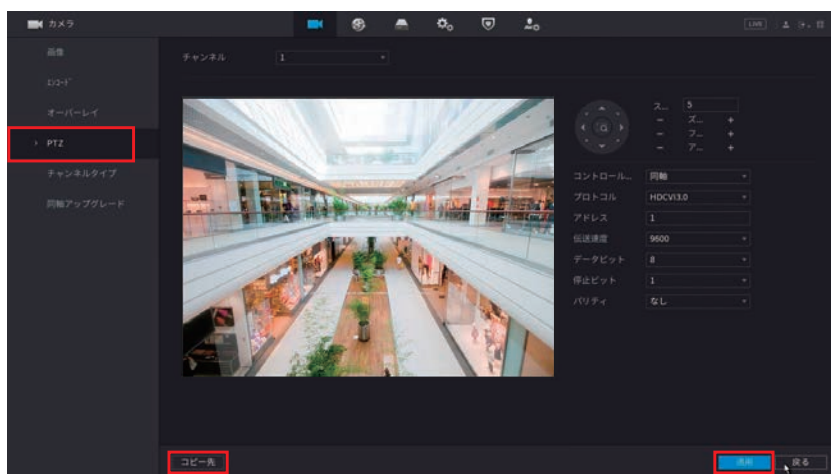 カメラ
LIVE
画像
ｴﾝｺｰﾄﾞ
オーバーレイ
PTZ
チャンネルタイプ
同軸アップグレード
チャンネル 1
ス... 5
− ズ... +
− フ... +
− ア... +
コントロール... 同軸
プロトコル HDCVI3.0
アドレス 1
伝送速度 9600
データビット 8
停止ビット 1
パリティ なし
コピー先
適用
戻る